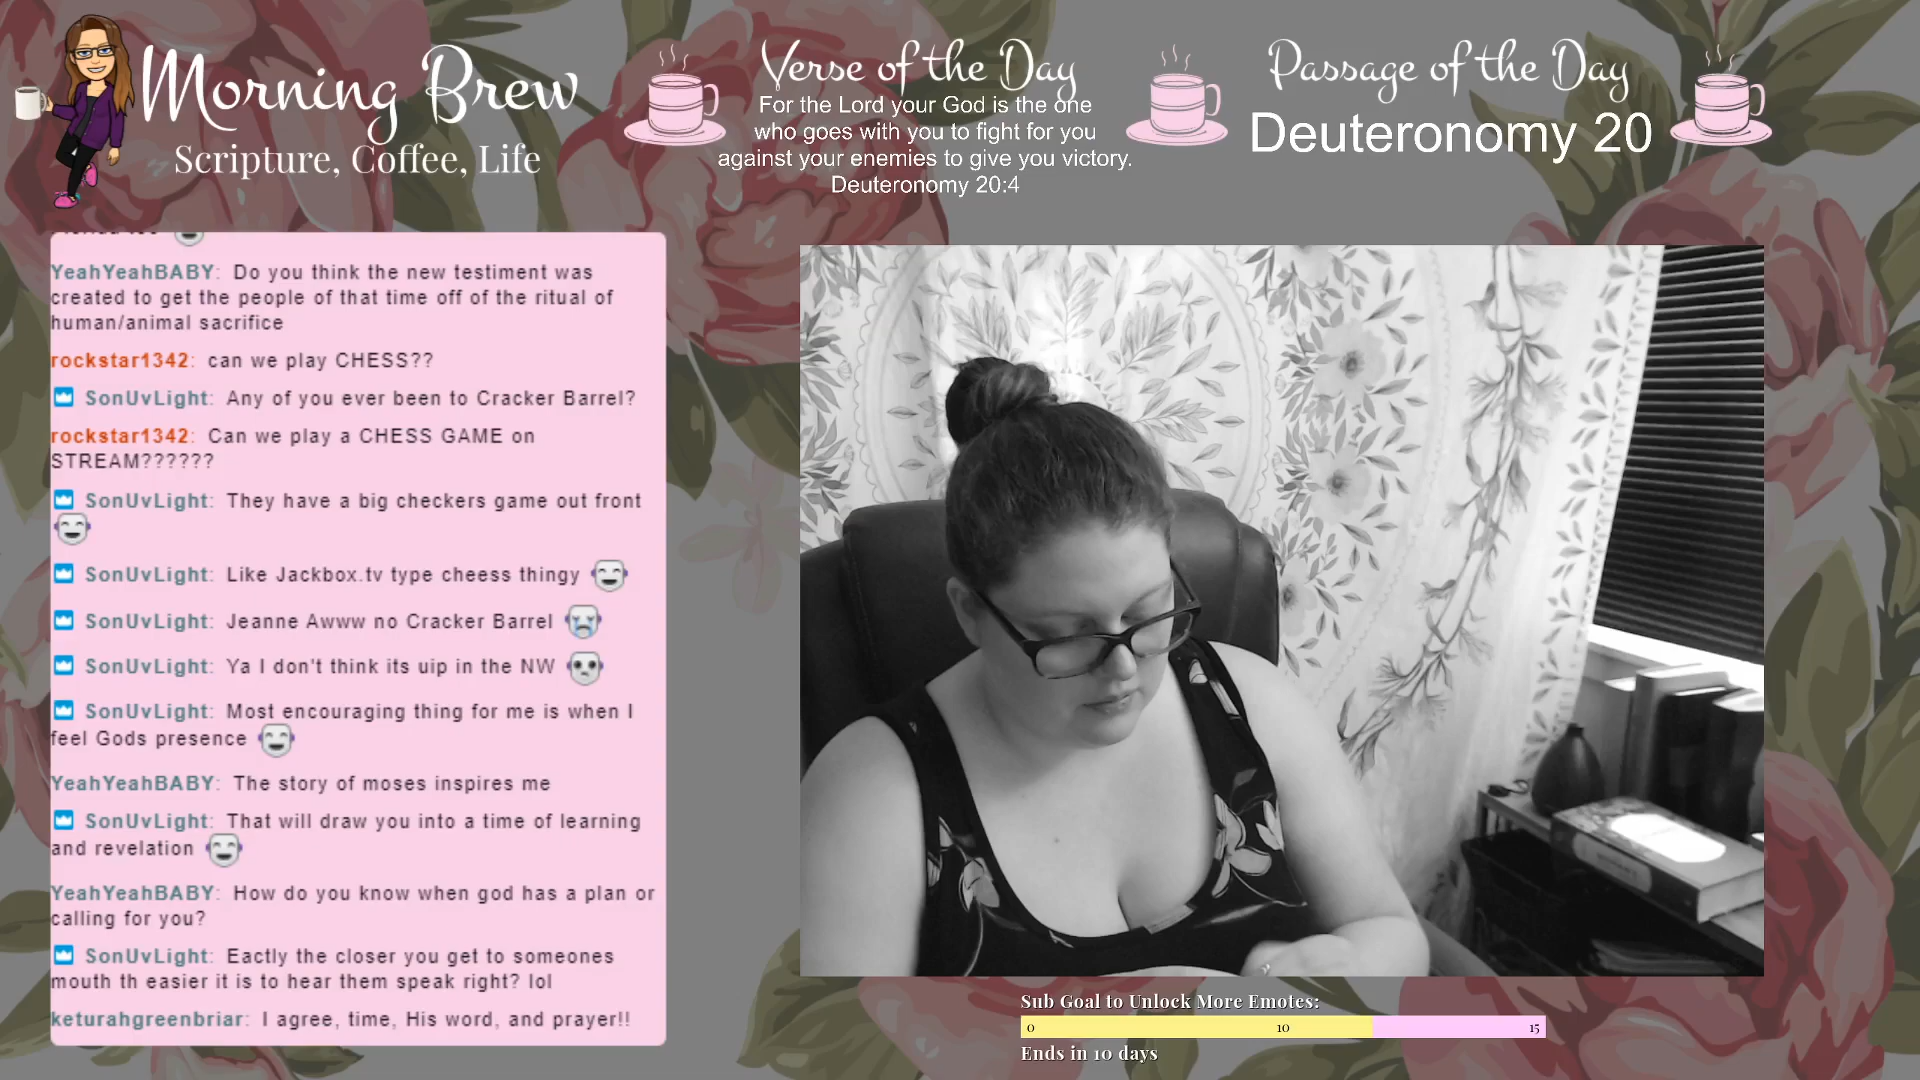 Morning Brew
Scripture, Coffee, Life
Verse of the Day
For the Lord your God is the one
who goes with you to fight for you
against your enemies to give you victory.
Deuteronomy 20:4
Passage of the Day
Deuteronomy 20
YeahYeahBABY: Do you think the new testiment was
created to get the people of that time off of the ritual of
human/animal sacrifice
rockstar1342: can we play CHESS??
SonUvLight: Any of you ever been to Cracker Barrel?
rockstar1342: Can we play a CHESS GAME on
STREAM??????
SonUvLight: They have a big checkers game out front
SonUvLight: Like Jackbox.tv type cheess thingy
SonUvLight: Jeanne Awww no Cracker Barrel
SonUvLight: Ya I don't think its uip in the NW
SonUvLight: Most encouraging thing for me is when I
feel Gods presence
YeahYeahBABY: The story of moses inspires me
SonUvLight: That will draw you into a time of learning
and revelation
YeahYeahBABY: How do you know when god has a plan or
calling for you?
SonUvLight: Eactly the closer you get to someones
mouth th easier it is to hear them speak right? lol
keturahgreenbriar: I agree, time, His word, and prayer!!
Sub Goal to Unlock More Emotes:
0 10 15
Ends in 10 days